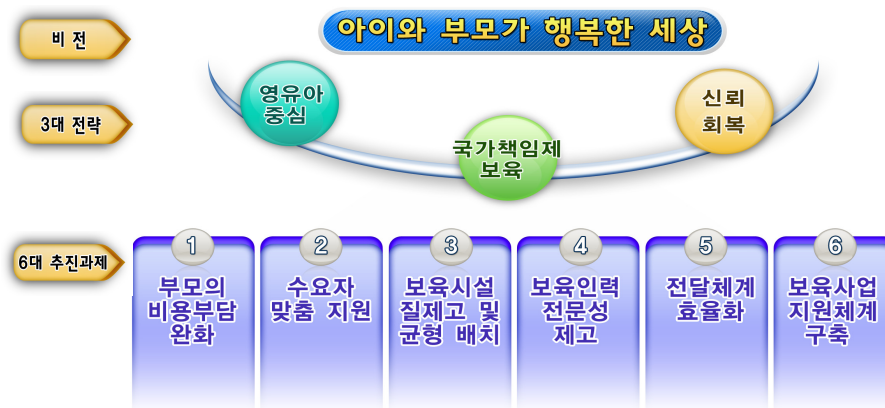 비 전
아이와 부모가 행복한 세상
3대 전략
영유아
중심
국가책임제
보육
신뢰
회복
6대 추진과제
1
부모의
비용부담
완화
2
수요자
맞춤 지원
3
보육시설
질제고 및
균형 배치
4
보육인력
전문성
제고
5
전달체계
효율화
6
보육사업
지원체계
구축